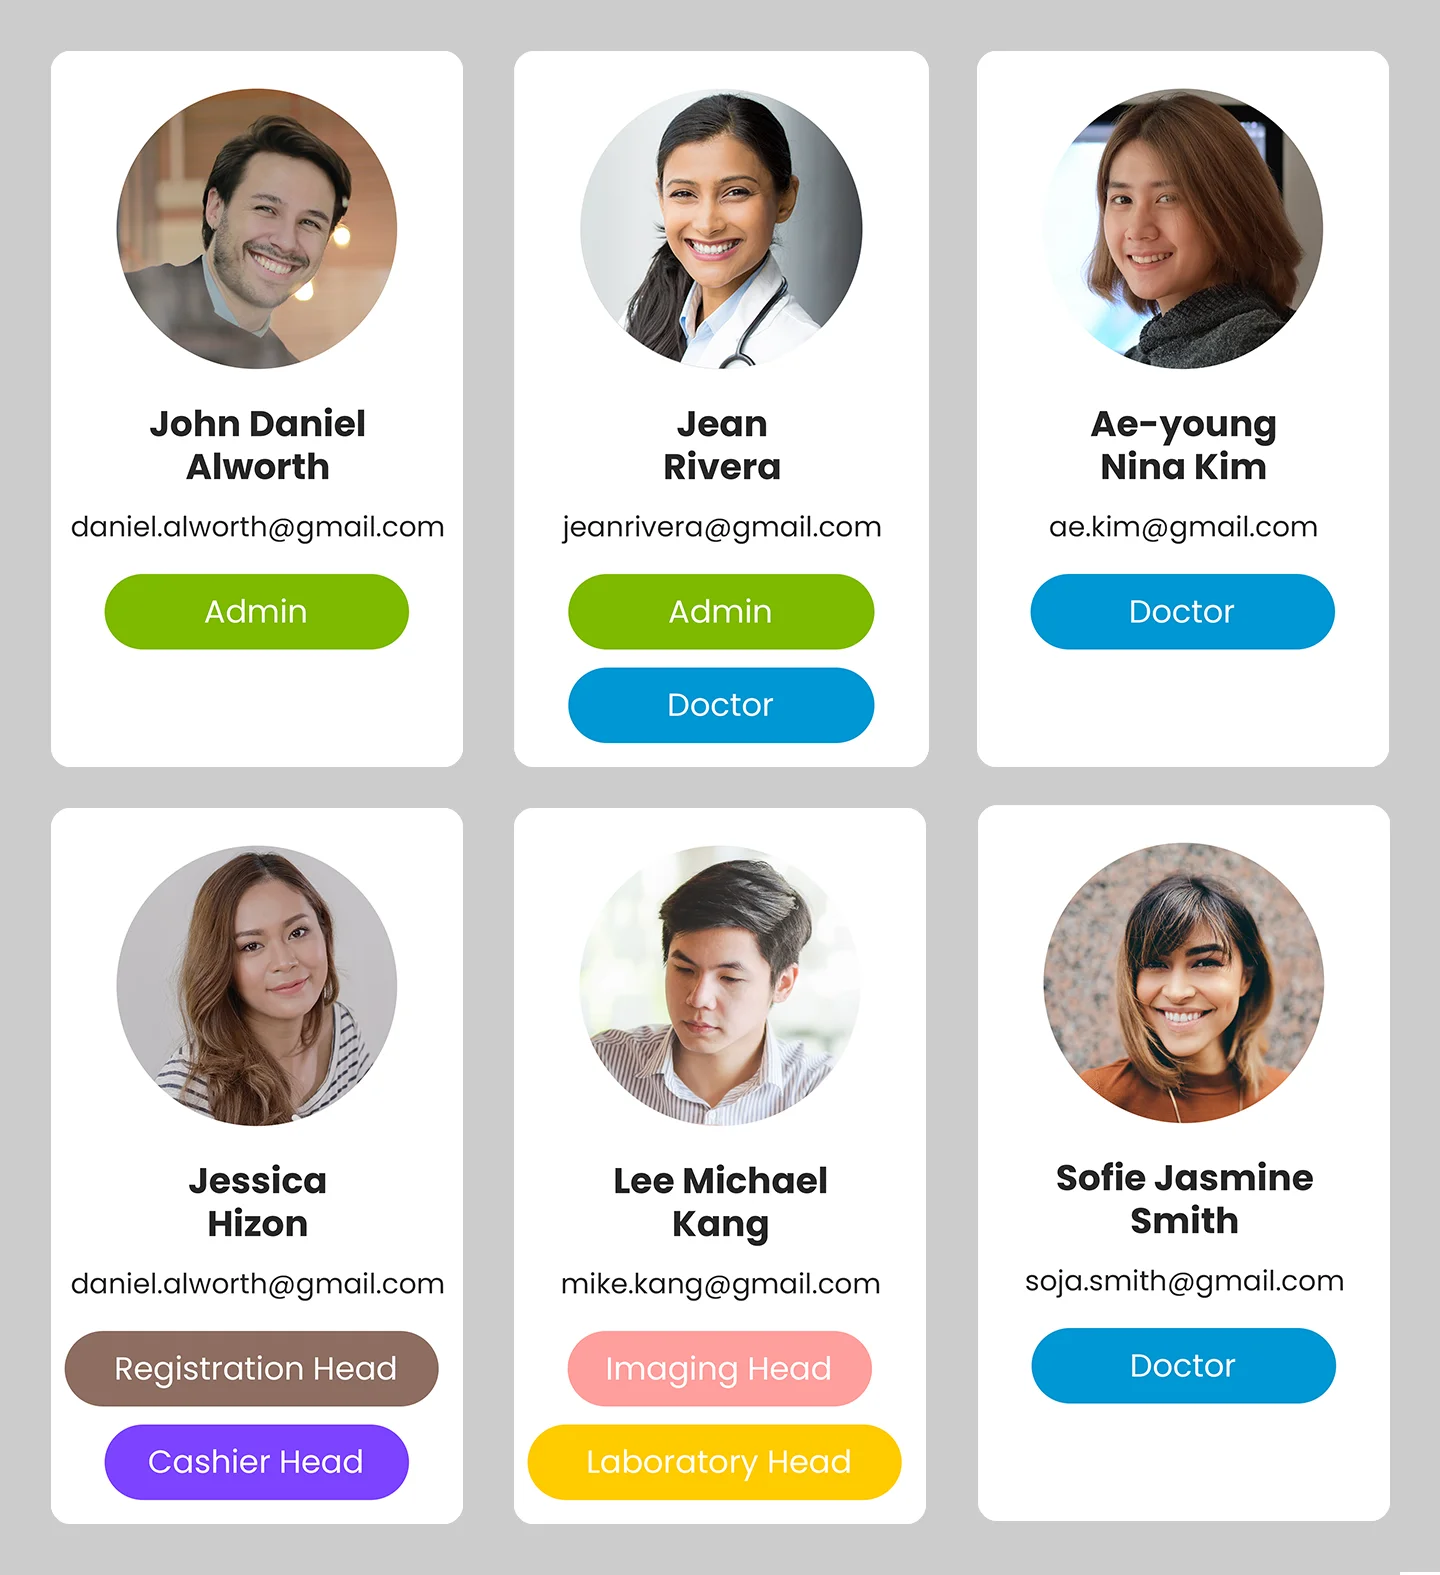 John Daniel
Alworth
daniel.alworth@gmail.com
Admin
Jean
Rivera
jeanrivera@gmail.com
Admin
Doctor
Ae-young
Nina Kim
ae.kim@gmail.com
Doctor
Jessica
Hizon
daniel.alworth@gmail.com
Registration Head
Cashier Head
Lee Michael
Kang
mike.kang@gmail.com
Imaging Head
Laboratory Head
Sofie Jasmine
Smith
soja.smith@gmail.com
Doctor